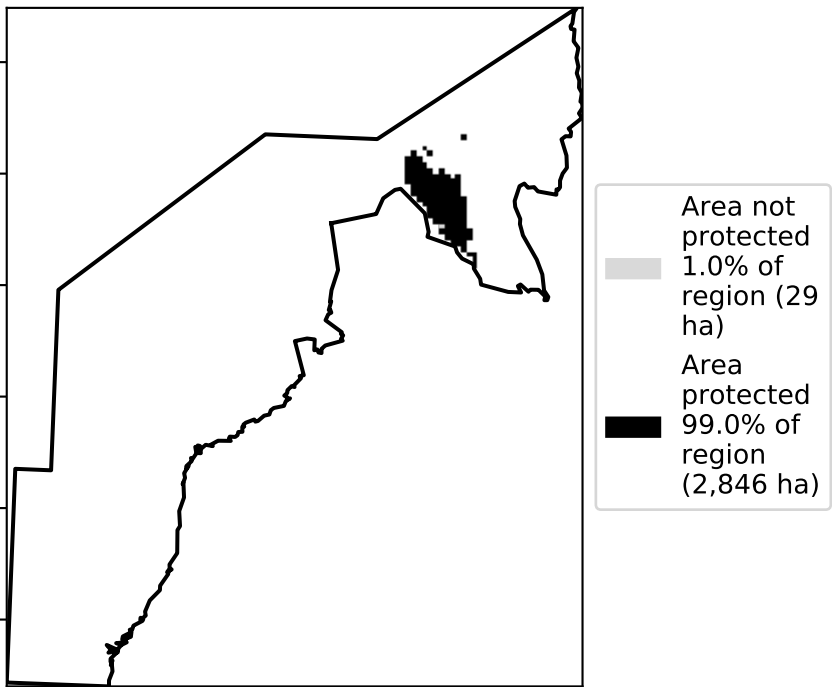 Area not
protected
1.0% of
region (29
ha)
Area
protected
99.0% of
region
(2,846 ha)